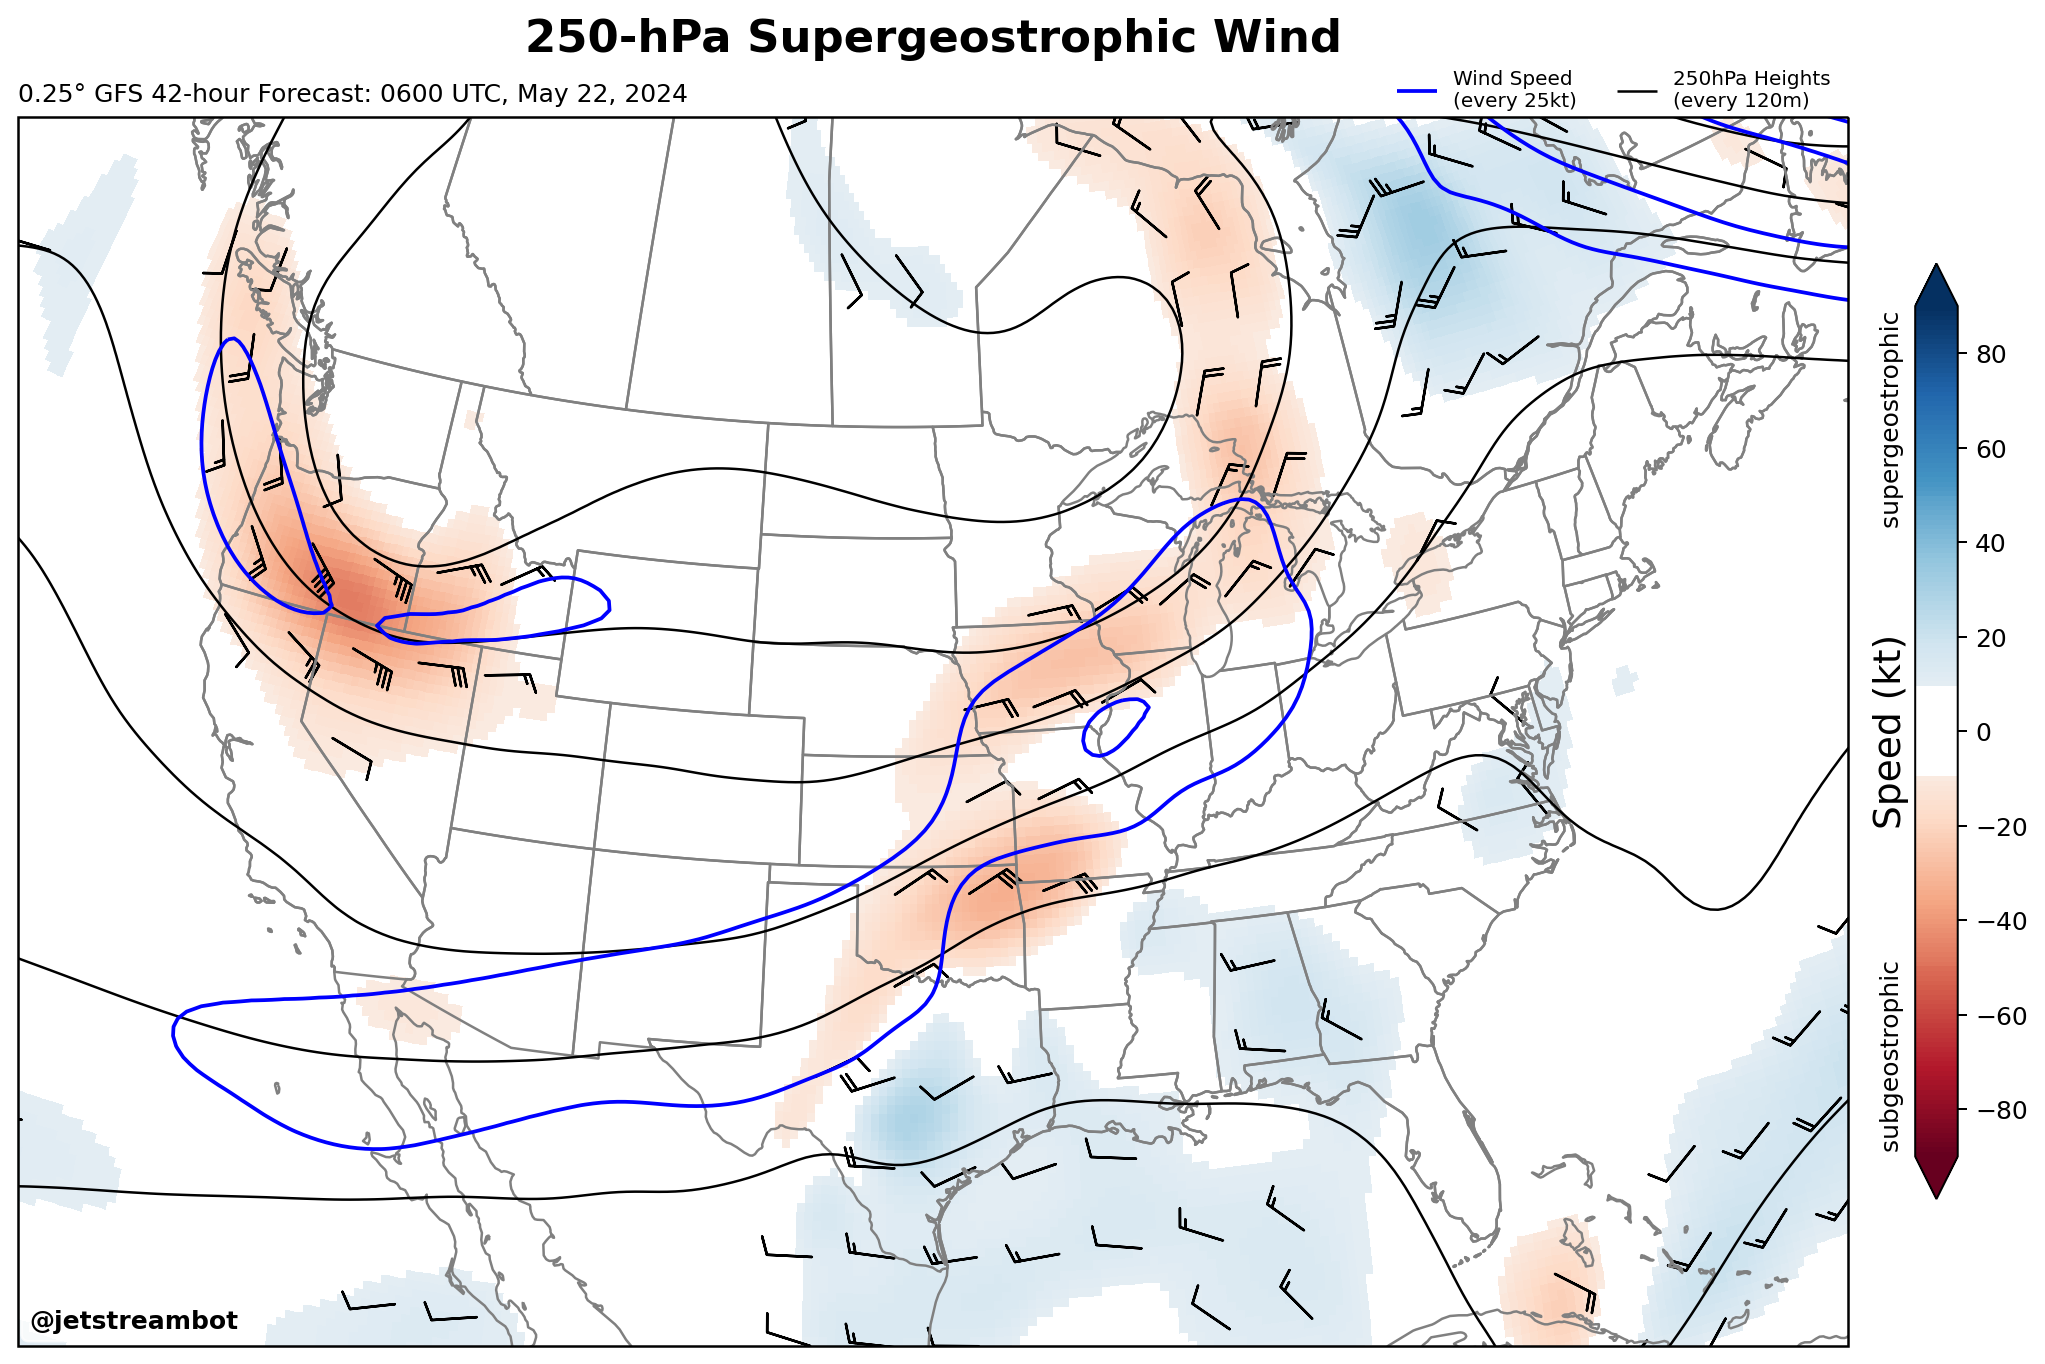 250-hPa Supergeostrophic Wind
0.25° GFS 42-hour Forecast: 0600 UTC, May 22, 2024
Wind Speed
(every 25kt)
250hPa Heights
(every 120m)
supergeostrophic
subgeostrophic
Speed (kt)
80
60
40
20
0
−20
−40
−60
−80
@jetstreambot